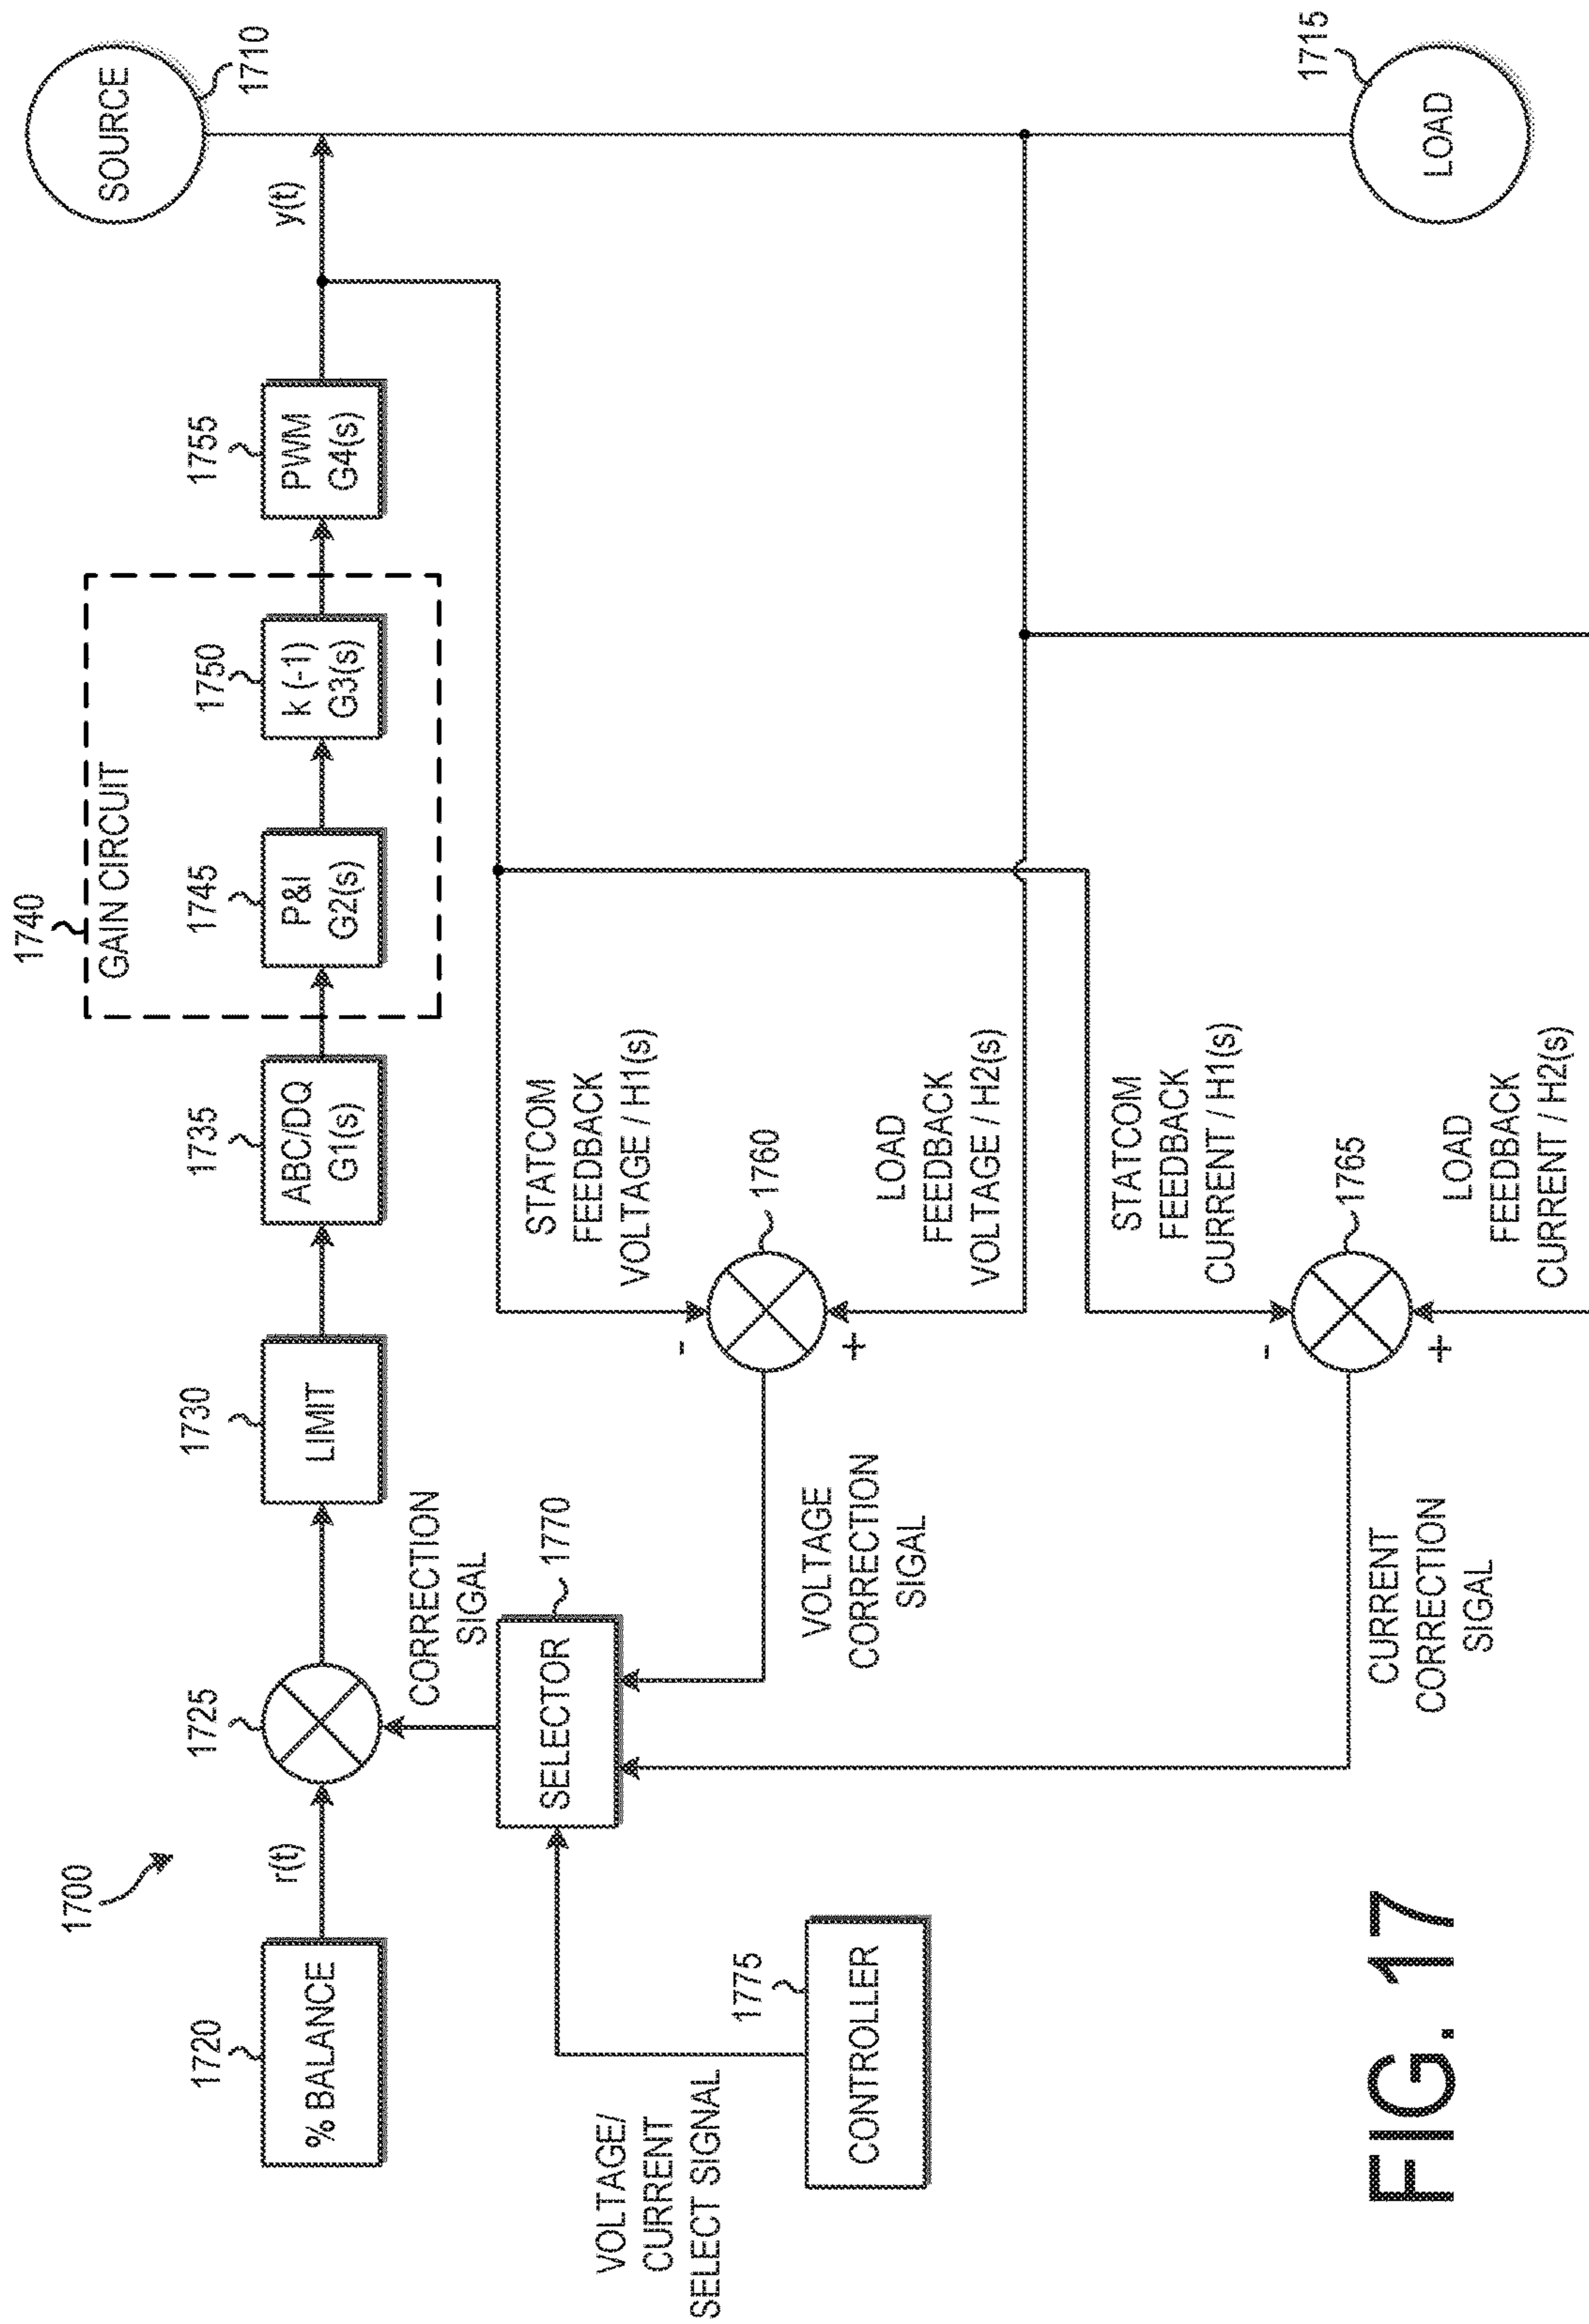 1700
1720
% BALANCE
r(t)
1725
1730
LIMIT
1735
ABC/DQ
G1(s)
1740
GAIN CIRCUIT
1745
P&I
G2(s)
1750
k (-1)
G3(s)
1755
PWM
G4(s)
y(t)
SOURCE
1710
CORRECTION
SIGAL
SELECTOR
1770
VOLTAGE/
CURRENT
SELECT SIGNAL
1775
CONTROLLER
STATCOM
FEEDBACK
VOLTAGE / H1(s)
-
1760
+
LOAD
FEEDBACK
VOLTAGE / H2(s)
VOLTAGE
CORRECTION
SIGAL
STATCOM
FEEDBACK
CURRENT / H1(s)
-
1765
+
LOAD
FEEDBACK
CURRENT / H2(s)
CURRENT
CORRECTION
SIGAL
1715
LOAD
FIG. 17